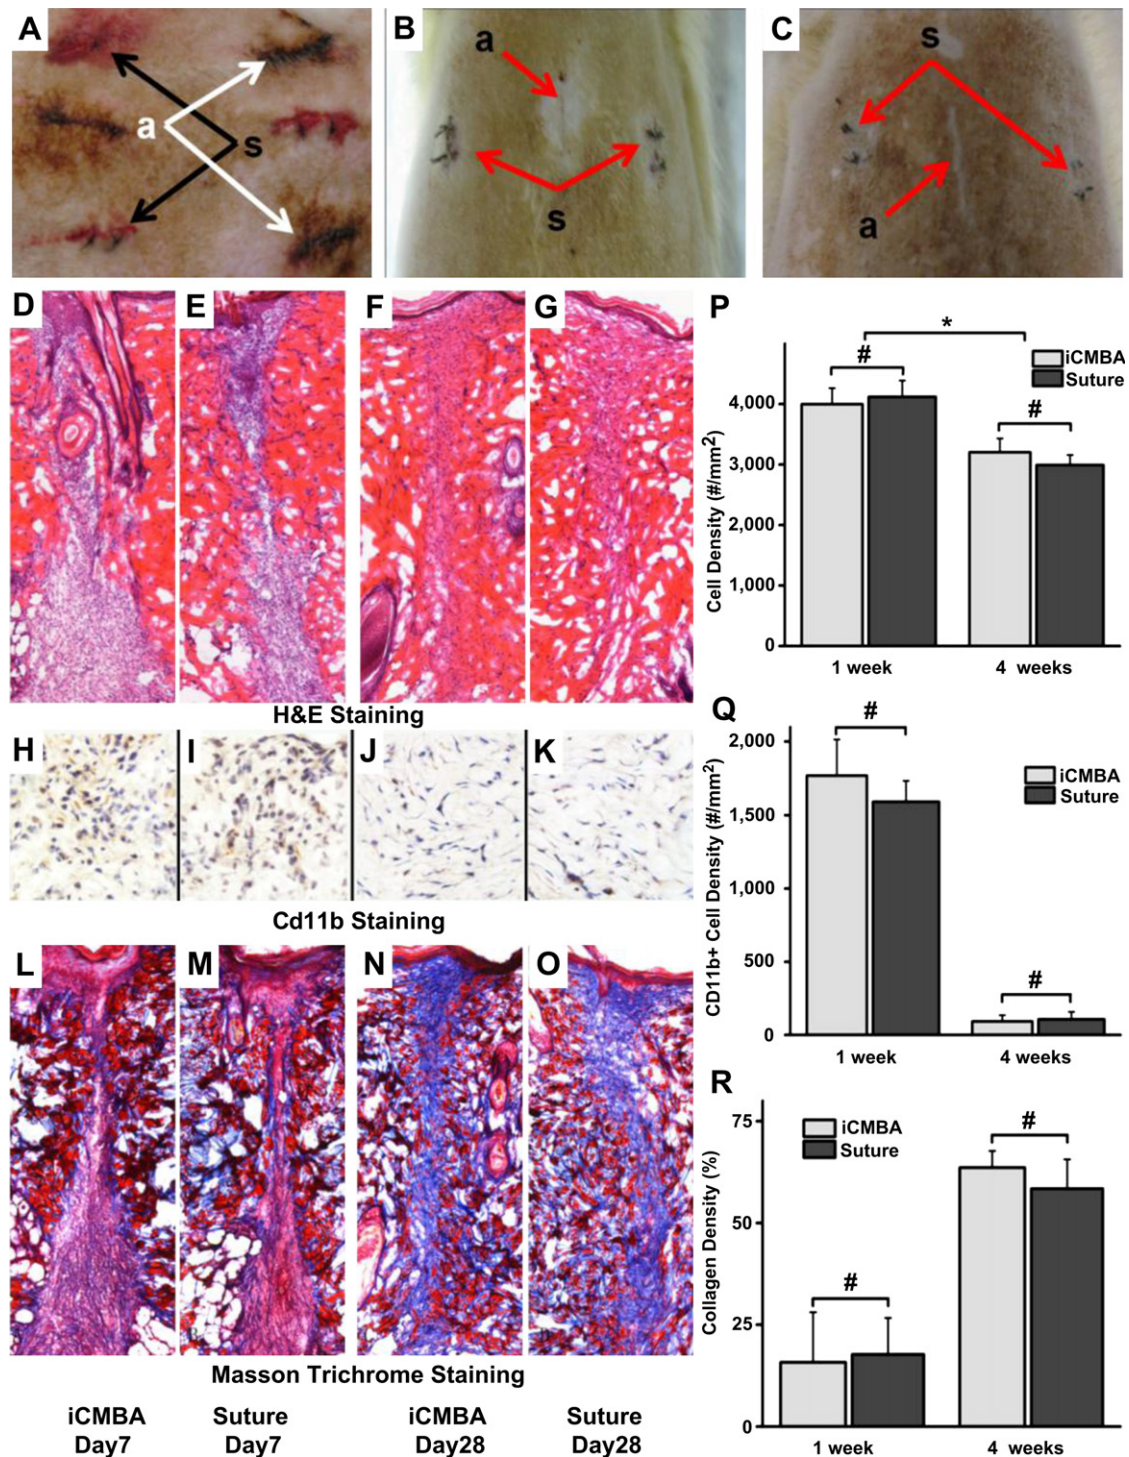 A
a
s
B
a
s
C
s
a
D
E
F
G
H&E Staining
H
I
J
K
Cd11b Staining
L
M
N
O
Masson Trichrome Staining
iCMBA
Day7
Suture
Day7
iCMBA
Day28
Suture
Day28
P
*
#
#
iCMBA
Suture
Cell Density (#/mm²)
4,000
3,000
2,000
1,000
0
1 week
4 weeks
Q
#
#
iCMBA
Suture
CD11b+ Cell Density (#/mm²)
2,000
1,500
1,000
500
0
1 week
4 weeks
R
#
#
iCMBA
Suture
Collagen Density (%)
75
50
25
0
1 week
4 weeks